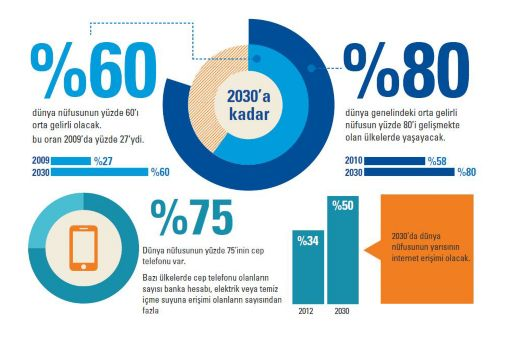 %60
dünya nüfusunun yüzde 60'ı
orta gelirli olacak.
bu oran 2009'da yüzde 27'ydi.
2009 %27
2030 %60
2030'a
kadar
%80
dünya genelindeki orta gelirli
nüfusun yüzde 80'i gelişmekte
olan ülkelerde yaşayacak.
2010 %58
2030 %80
%75
Dünya nüfusunun yüzde 75'inin cep
telefonu var.
Bazı ülkelerde cep telefonu olanların
sayısı banka hesabı, elektrik veya temiz
içme suyuna erişimi olanların sayısından
fazla
%34
%50
2012 2030
2030'da dünya
nüfusunun yarısının
internet erişimi olacak.